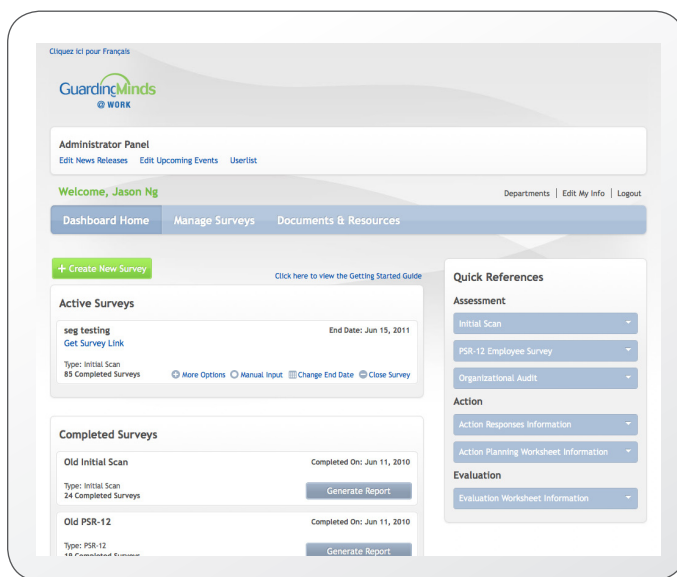 Cliquez ici pour Français
GuardingMinds
@ WORK
Administrator Panel
Edit News Releases Edit Upcoming Events Userlist
Welcome, Jason Ng
Departments | Edit My Info | Logout
Dashboard Home Manage Surveys Documents & Resources
+ Create New Survey
Click here to view the Getting Started Guide
Active Surveys
seg testing
End Date: Jun 15, 2011
Get Survey Link
Type: Initial Scan
85 Completed Surveys
More Options Manual Input Change End Date Close Survey
Completed Surveys
Old Initial Scan
Completed On: Jun 11, 2010
Type: Initial Scan
24 Completed Surveys
Generate Report
Old PSR-12
Completed On: Jun 11, 2010
Type: PSR-12
19 Completed Surveys
Generate Report
Quick References
Assessment
Initial Scan
PSR-12 Employee Survey
Organizational Audit
Action
Action Responses Information
Action Planning Worksheet Information
Evaluation
Evaluation Worksheet Information